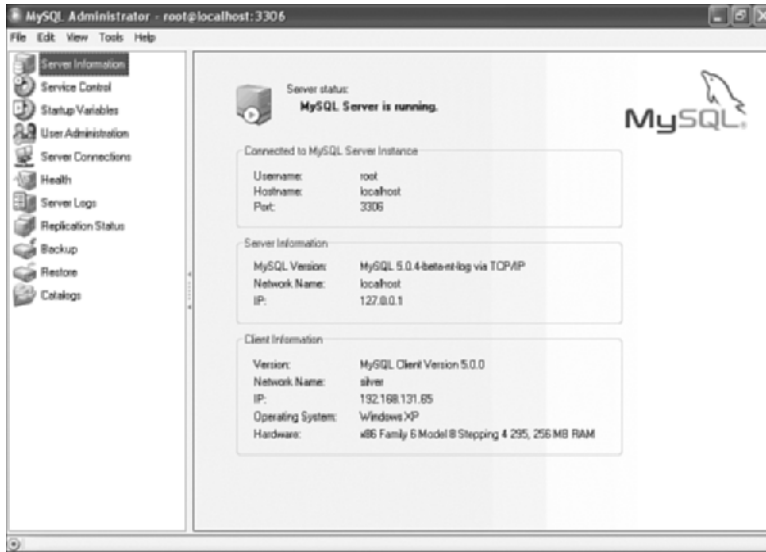 MySQL Administrator - root@localhost:3306
File Edit View Tools Help
Server Information
Service Control
Startup Variables
User Administration
Server Connections
Health
Server Logs
Replication Status
Backup
Restore
Catalogs
Server status:
MySQL Server is running.
MySQL
Connected to MySQL Server Instance
Username: root
Hostname: localhost
Port: 3306
Server Information
MySQL Version: MySQL 5.0.4-beta-nt-log via TCP/IP
Network Name: localhost
IP: 127.0.0.1
Client Information
Version: MySQL Client Version 5.0.0
Network Name: silver
IP: 192.168.131.65
Operating System: Windows XP
Hardware: x86 Family 6 Model 8 Stepping 4 295, 256 MB RAM